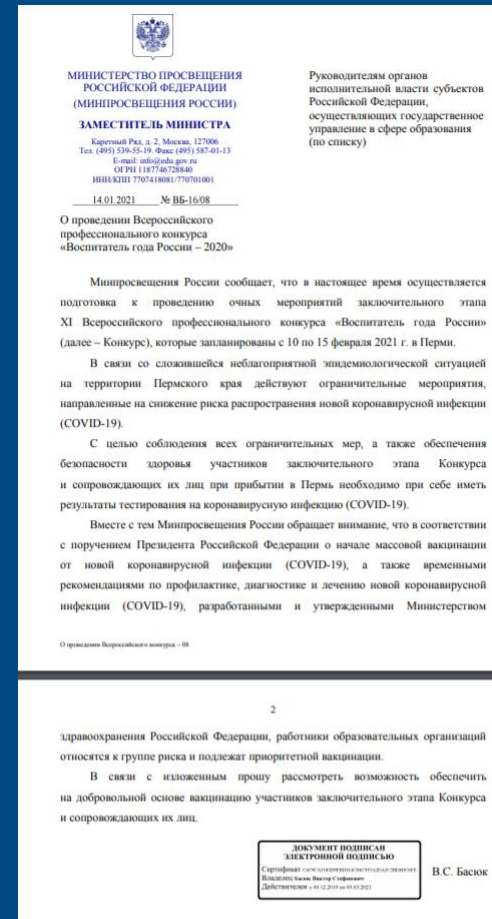 МИНИСТЕРСТВО ПРОСВЕЩЕНИЯ
РОССИЙСКОЙ ФЕДЕРАЦИИ
(МИНПРОСВЕЩЕНИЯ РОССИИ)
ЗАМЕСТИТЕЛЬ МИНИСТРА
Каретный Ряд, д. 2, Москва, 127006
Тел. (495) 539-55-19. Факс (495) 587-01-13
E-mail: info@edu.gov.ru
ОГРН 1187746728840
ИНН/КПП 7707418081/770701001
14.01.2021 № ВБ-16/08
Руководителям органов
исполнительной власти субъектов
Российской Федерации,
осуществляющих государственное
управление в сфере образования
(по списку)
О проведении Всероссийского
профессионального конкурса
«Воспитатель года России – 2020»
Минпросвещения России сообщает, что в настоящее время осуществляется
подготовка к проведению очных мероприятий заключительного этапа
XI Всероссийского профессионального конкурса «Воспитатель года России»
(далее – Конкурс), которые запланированы с 10 по 15 февраля 2021 г. в Перми.
В связи со сложившейся неблагоприятной эпидемиологической ситуацией
на территории Пермского края действуют ограничительные мероприятия,
направленные на снижение риска распространения новой коронавирусной инфекции
(COVID-19).
С целью соблюдения всех ограничительных мер, а также обеспечения
безопасности здоровья участников заключительного этапа Конкурса
и сопровождающих их лиц при прибытии в Пермь необходимо при себе иметь
результаты тестирования на коронавирусную инфекцию (COVID-19).
Вместе с тем Минпросвещения России обращает внимание, что в соответствии
с поручением Президента Российской Федерации о начале массовой вакцинации
от новой коронавирусной инфекции (COVID-19), а также временными
рекомендациями по профилактике, диагностике и лечению новой коронавирусной
инфекции (COVID-19), разработанными и утвержденными Министерством
О проведении Всероссийского конкурса – 08
2
здравоохранения Российской Федерации, работники образовательных организаций
относятся к группе риска и подлежат приоритетной вакцинации.
В связи с изложенным прошу рассмотреть возможность обеспечить
на добровольной основе вакцинацию участников заключительного этапа Конкурса
и сопровождающих их лиц.
ДОКУМЕНТ ПОДПИСАН
ЭЛЕКТРОННОЙ ПОДПИСЬЮ
Сертификат
Владелец Басюк Виктор Стефанович
Действителен с 09.12.2019 по 09.03.2021
В.С. Басюк